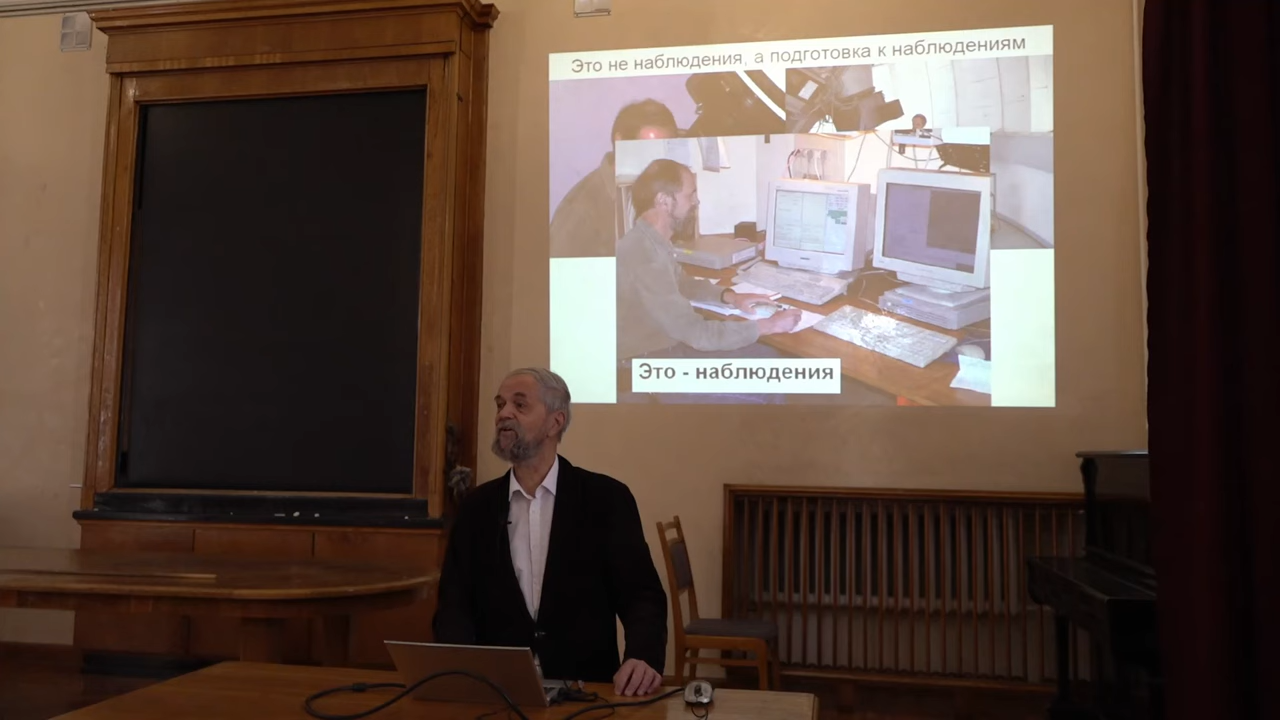 Это не наблюдения, а подготовка к наблюдениям
Это - наблюдения